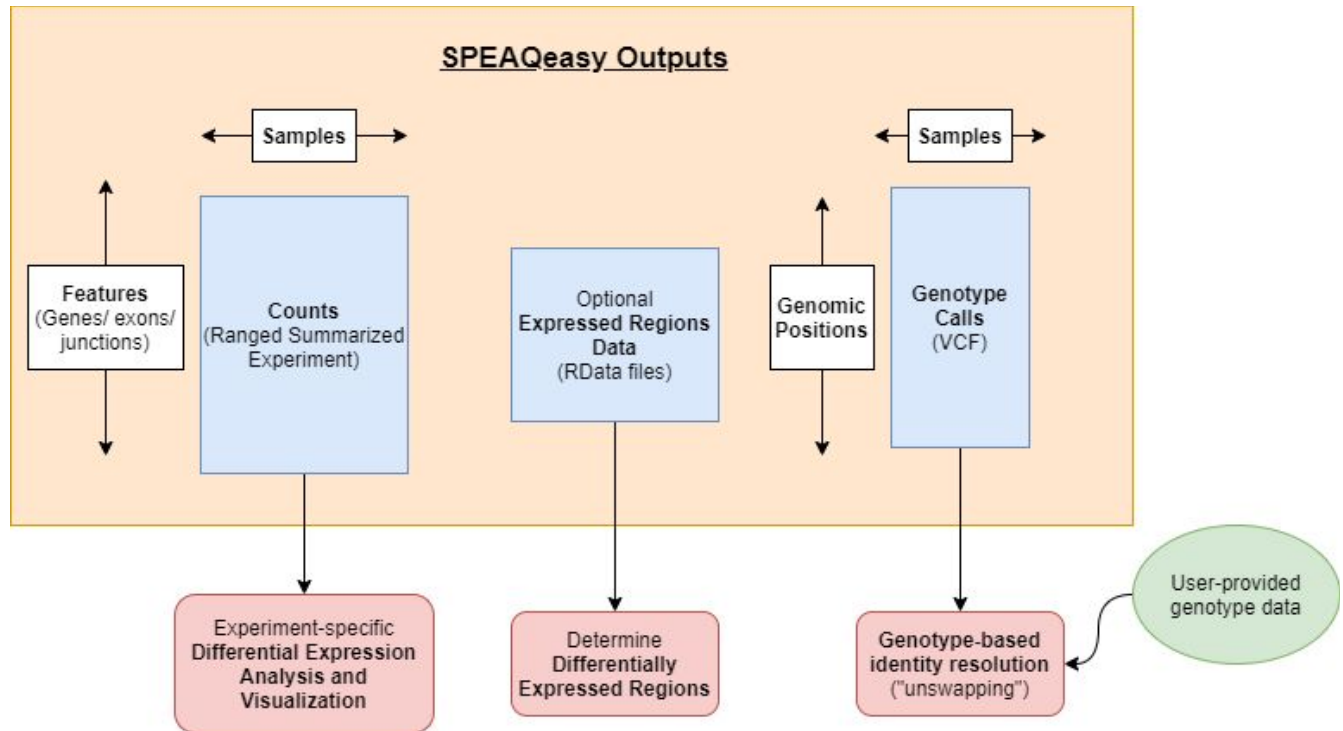 SPEAQeasy Outputs
Samples
Samples
Features
(Genes/ exons/
junctions)
Counts
(Ranged Summarized
Experiment)
Optional
Expressed Regions
Data
(RData files)
Genomic
Positions
Genotype
Calls
(VCF)
Experiment-specific
Differential Expression
Analysis and
Visualization
Determine
Differentially
Expressed Regions
Genotype-based
identity resolution
("unswapping")
User-provided
genotype data